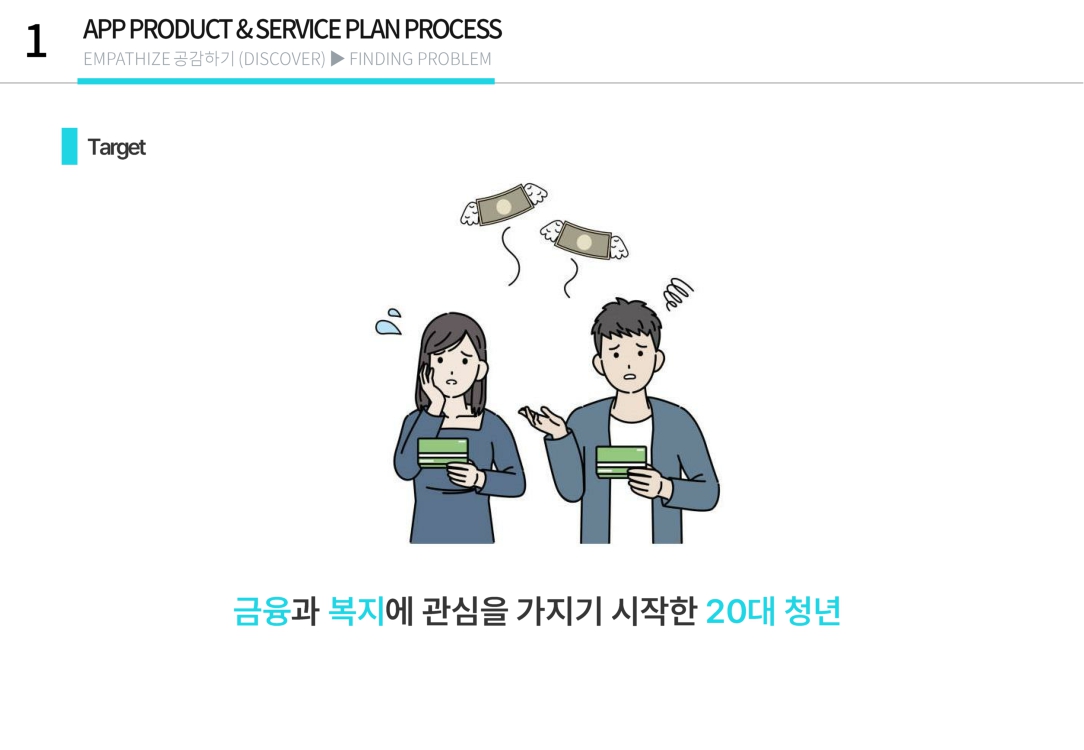 1
APP PRODUCT & SERVICE PLAN PROCESS
EMPATHIZE 공감하기 (DISCOVER) ▶ FINDING PROBLEM
Target
금융과 복지에 관심을 가지기 시작한 20대 청년